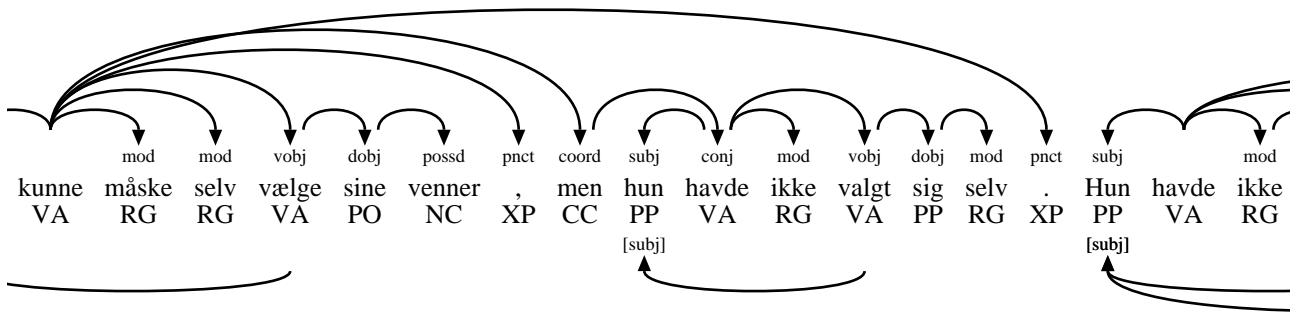 mod mod vobj dobj possd pnct coord subj conj mod vobj dobj mod pnct subj mod
kunne måske selv vælge sine venner , men hun havde ikke valgt sig selv . Hun havde ikke
VA RG RG VA PO NC XP CC PP VA RG VA PP RG XP PP VA RG
[subj] [subj]